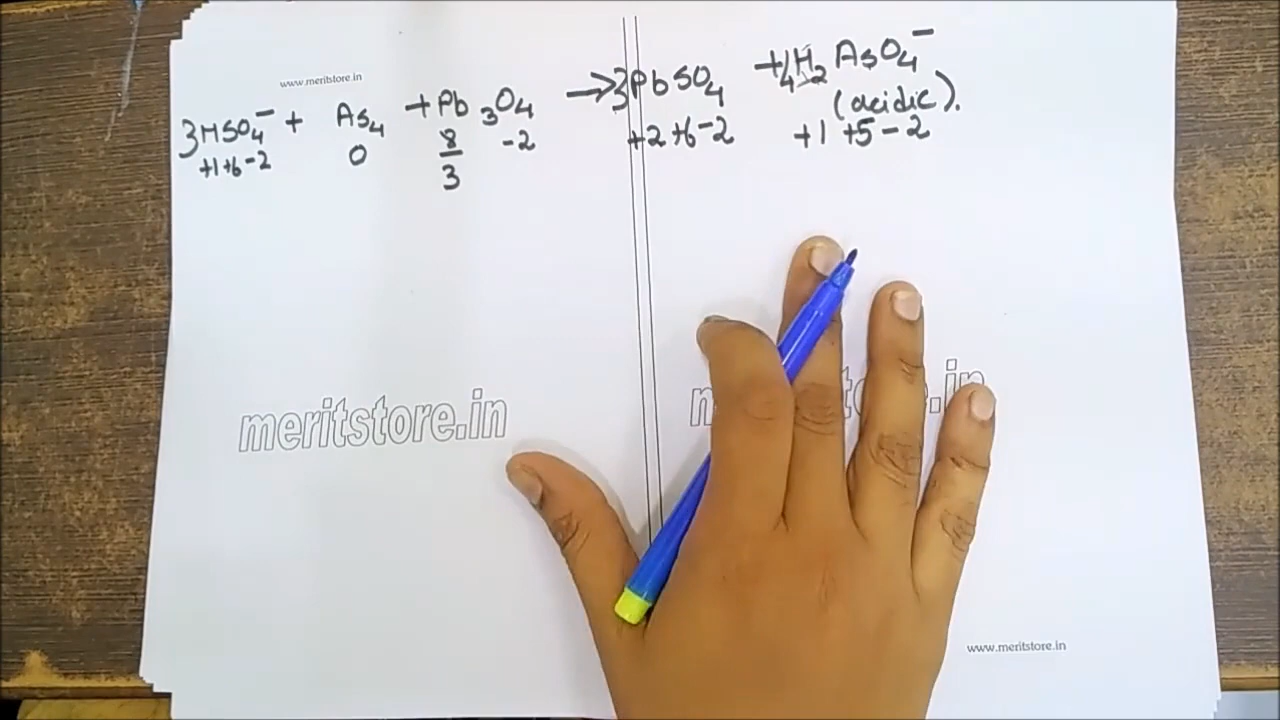 www.meritstore.in
3HSO₄⁻ + As₄ + Pb₃O₄ → 3PbSO₄ + 4H₂AsO₄⁻
(acidic).
+1 +6 -2 0 8/3 -2 +2 +6 -2 +1 +5 -2
meritstore.in
www.meritstore.in